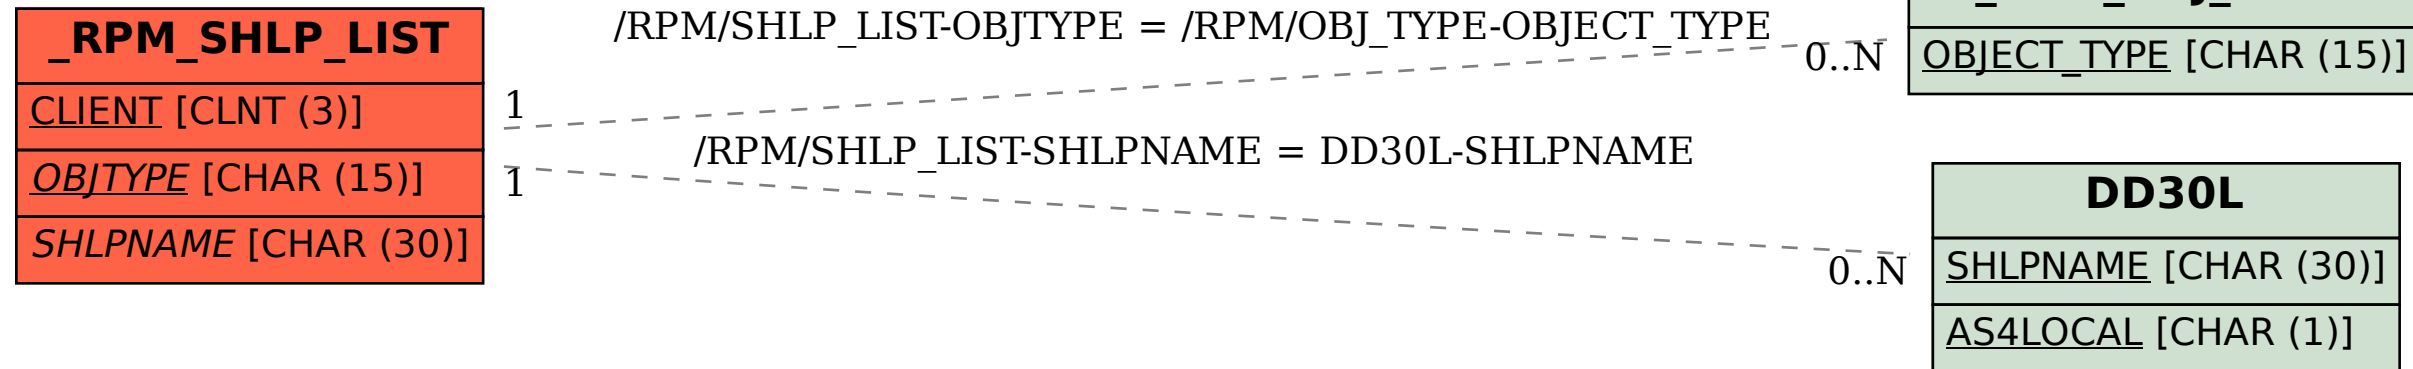 _RPM_SHLP_LIST
CLIENT [CLNT (3)]
OBJTYPE [CHAR (15)]
SHLPNAME [CHAR (30)]
/RPM/SHLP_LIST-OBJTYPE = /RPM/OBJ_TYPE-OBJECT_TYPE
1
0..N
/RPM/SHLP_LIST-SHLPNAME = DD30L-SHLPNAME
1
0..N
OBJECT_TYPE [CHAR (15)]
DD30L
SHLPNAME [CHAR (30)]
AS4LOCAL [CHAR (1)]